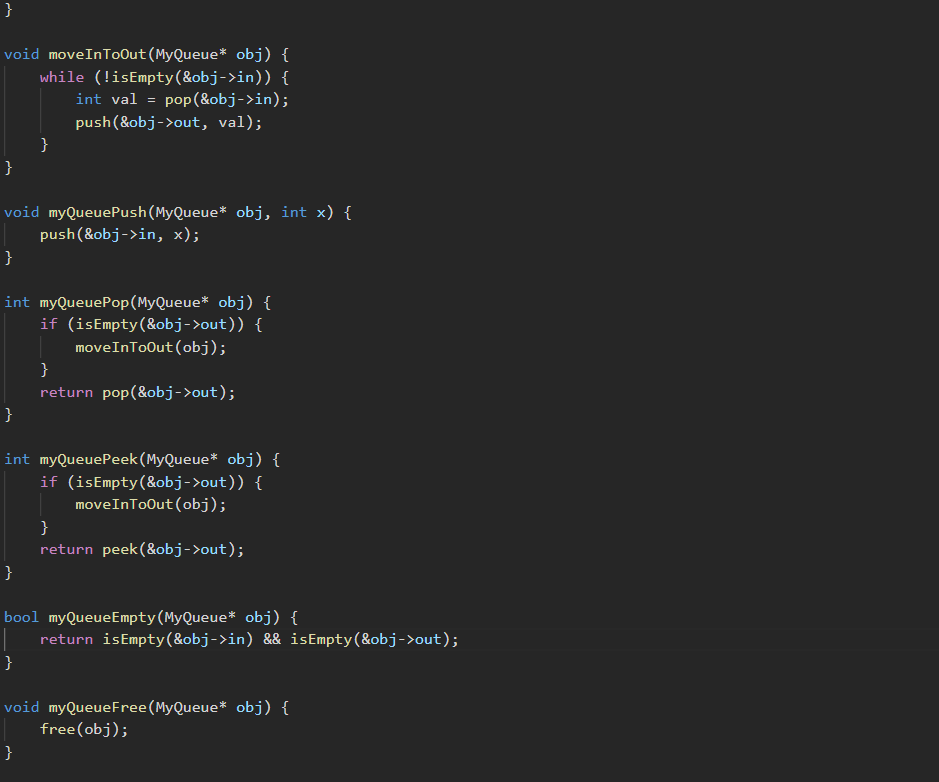 }
void moveInToOut(MyQueue* obj) {
    while (!isEmpty(&obj->in)) {
        int val = pop(&obj->in);
        push(&obj->out, val);
    }
}
void myQueuePush(MyQueue* obj, int x) {
    push(&obj->in, x);
}
int myQueuePop(MyQueue* obj) {
    if (isEmpty(&obj->out)) {
        moveInToOut(obj);
    }
    return pop(&obj->out);
}
int myQueuePeek(MyQueue* obj) {
    if (isEmpty(&obj->out)) {
        moveInToOut(obj);
    }
    return peek(&obj->out);
}
bool myQueueEmpty(MyQueue* obj) {
    return isEmpty(&obj->in) && isEmpty(&obj->out);
}
void myQueueFree(MyQueue* obj) {
    free(obj);
}